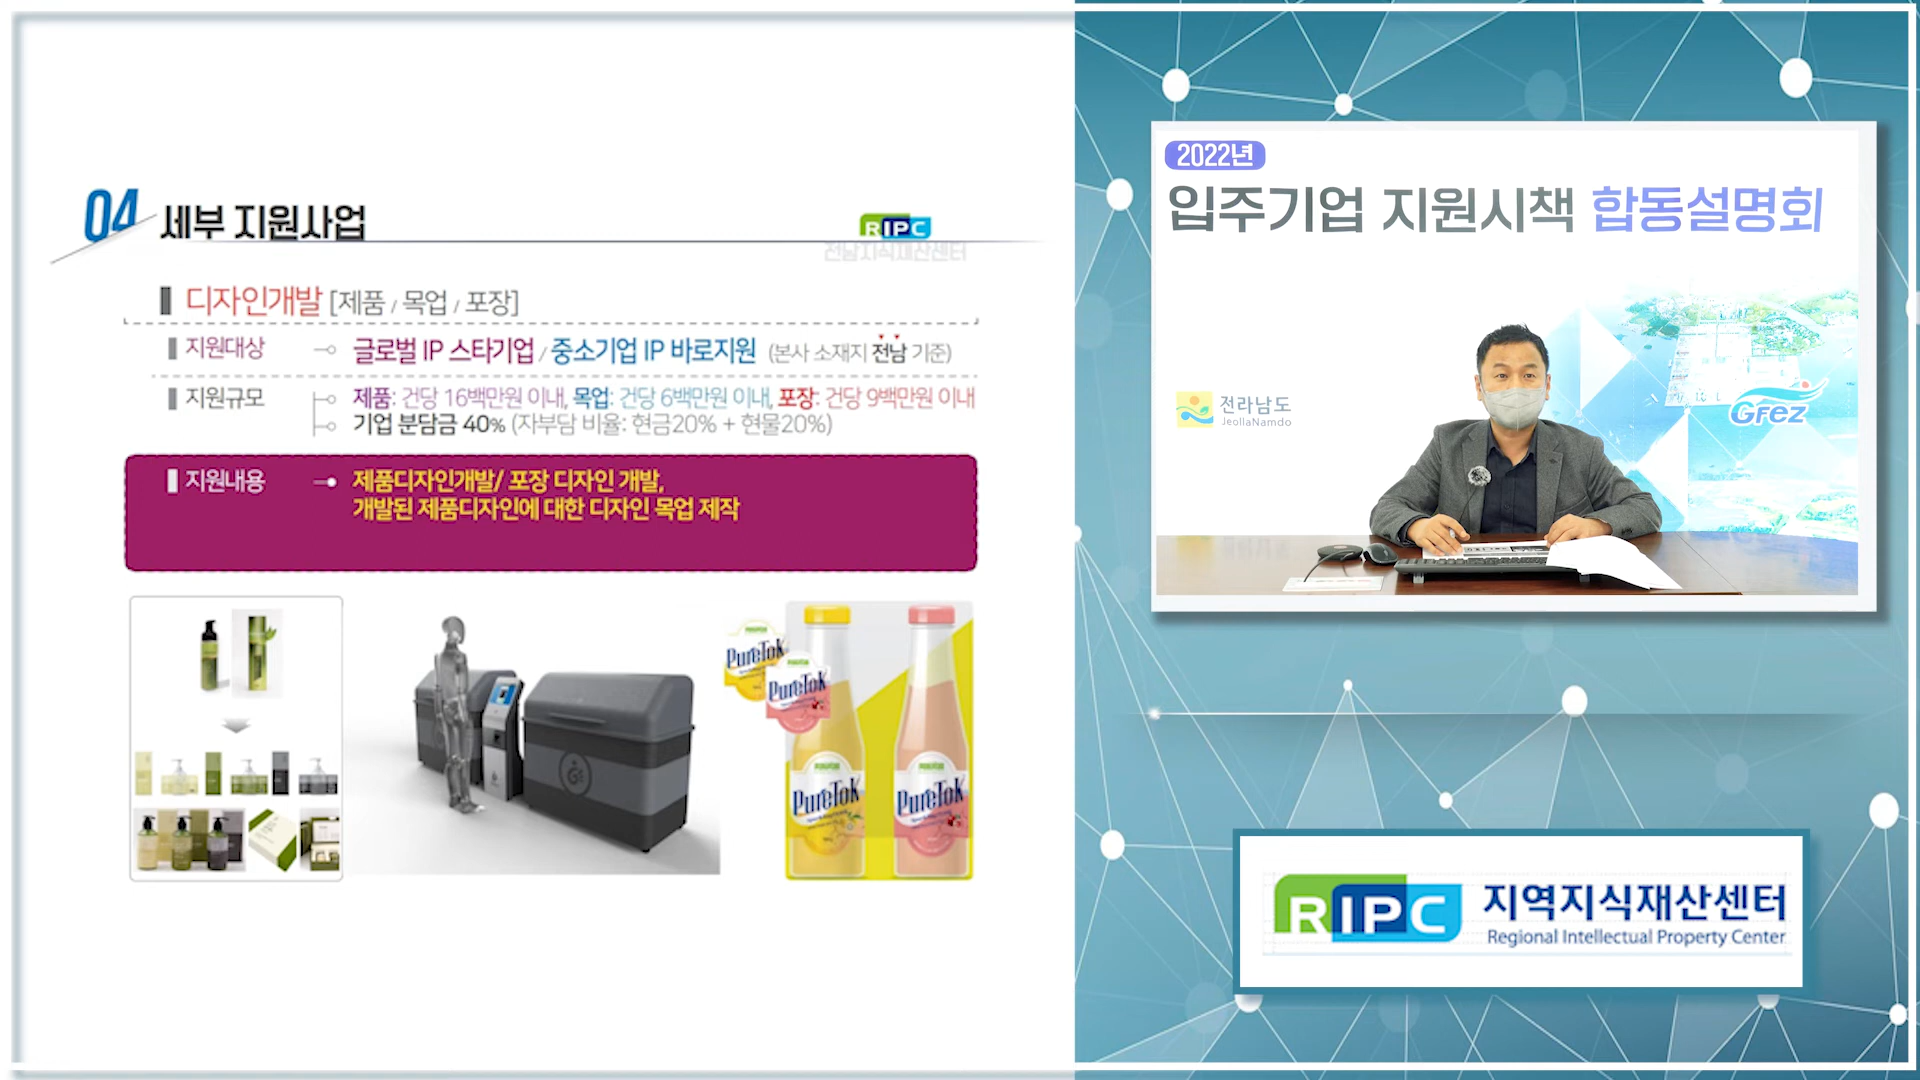 04 세부 지원사업
RIPC
전남지식재산센터
디자인개발 [제품 / 목업 / 포장]
지원대상 글로벌 IP 스타기업 / 중소기업 IP 바로지원 (본사 소재지 전남 기준)
지원규모 제품: 건당 16백만원 이내, 목업: 건당 6백만원 이내, 포장: 건당 9백만원 이내
기업 분담금 40% (자부담 비율: 현금20% + 현물20%)
지원내용 제품디자인개발/ 포장 디자인 개발,
개발된 제품디자인에 대한 디자인 목업 제작
PureTok
PureTok
PureTok
PureTok
2022년
입주기업 지원시책 합동설명회
전라남도
JeollaNamdo
GFez
RIPC 지역지식재산센터
Regional Intellectual Property Center